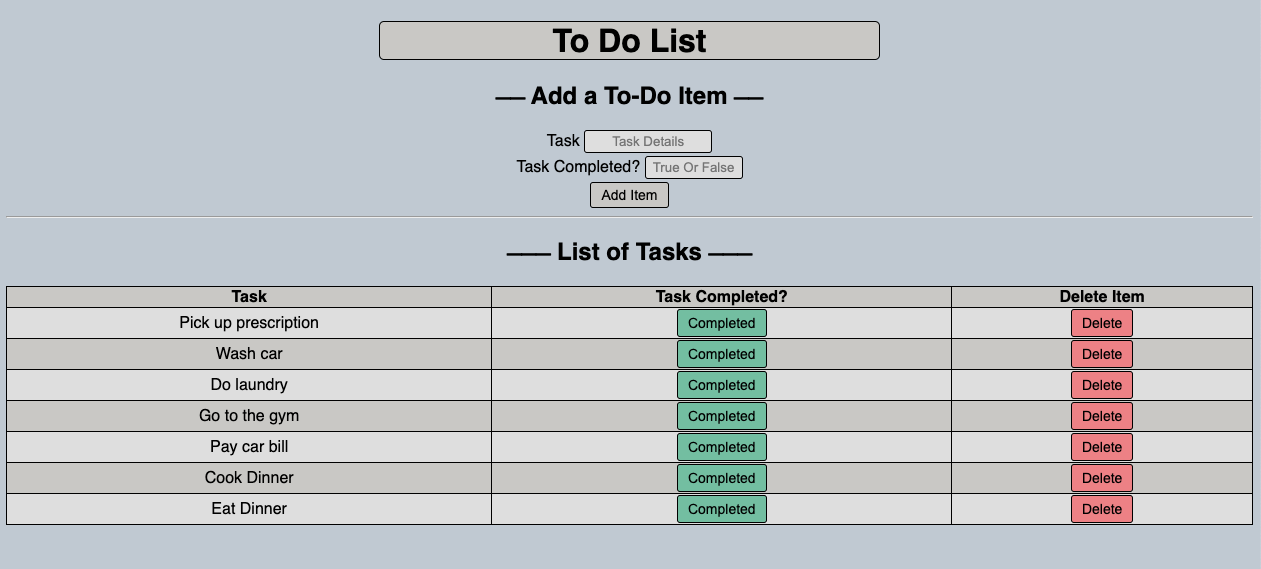 To Do List
—— Add a To-Do Item ——
Task Task Details
Task Completed? True Or False
Add Item
——— List of Tasks ———
Task Task Completed? Delete Item
Pick up prescription Completed Delete
Wash car Completed Delete
Do laundry Completed Delete
Go to the gym Completed Delete
Pay car bill Completed Delete
Cook Dinner Completed Delete
Eat Dinner Completed Delete